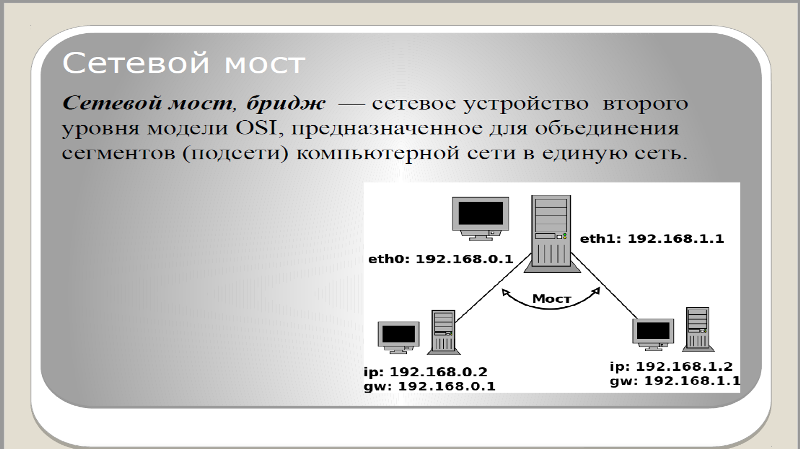 Сетевой мост
Сетевой мост, бридж — сетевое устройство второго
уровня модели OSI, предназначенное для объединения
сегментов (подсети) компьютерной сети в единую сеть.
eth1: 192.168.1.1
eth0: 192.168.0.1
Мост
ip: 192.168.0.2
gw: 192.168.0.1
ip: 192.168.1.2
gw: 192.168.1.1